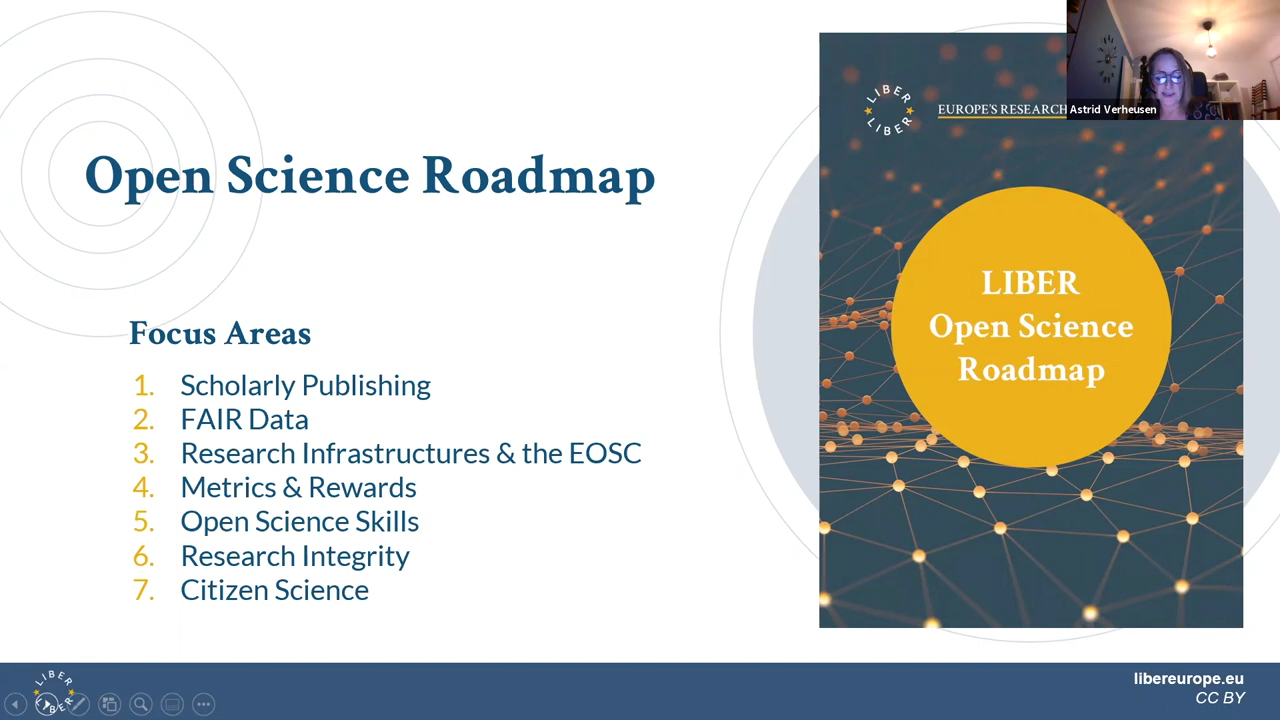 Open Science Roadmap
Focus Areas
1. Scholarly Publishing
2. FAIR Data
3. Research Infrastructures & the EOSC
4. Metrics & Rewards
5. Open Science Skills
6. Research Integrity
7. Citizen Science
LIBER
LIBER
EUROPE'S RESEARCH
Astrid Verheusen
LIBER
Open Science
Roadmap
LIBER
LIBER
libereurope.eu
CC BY